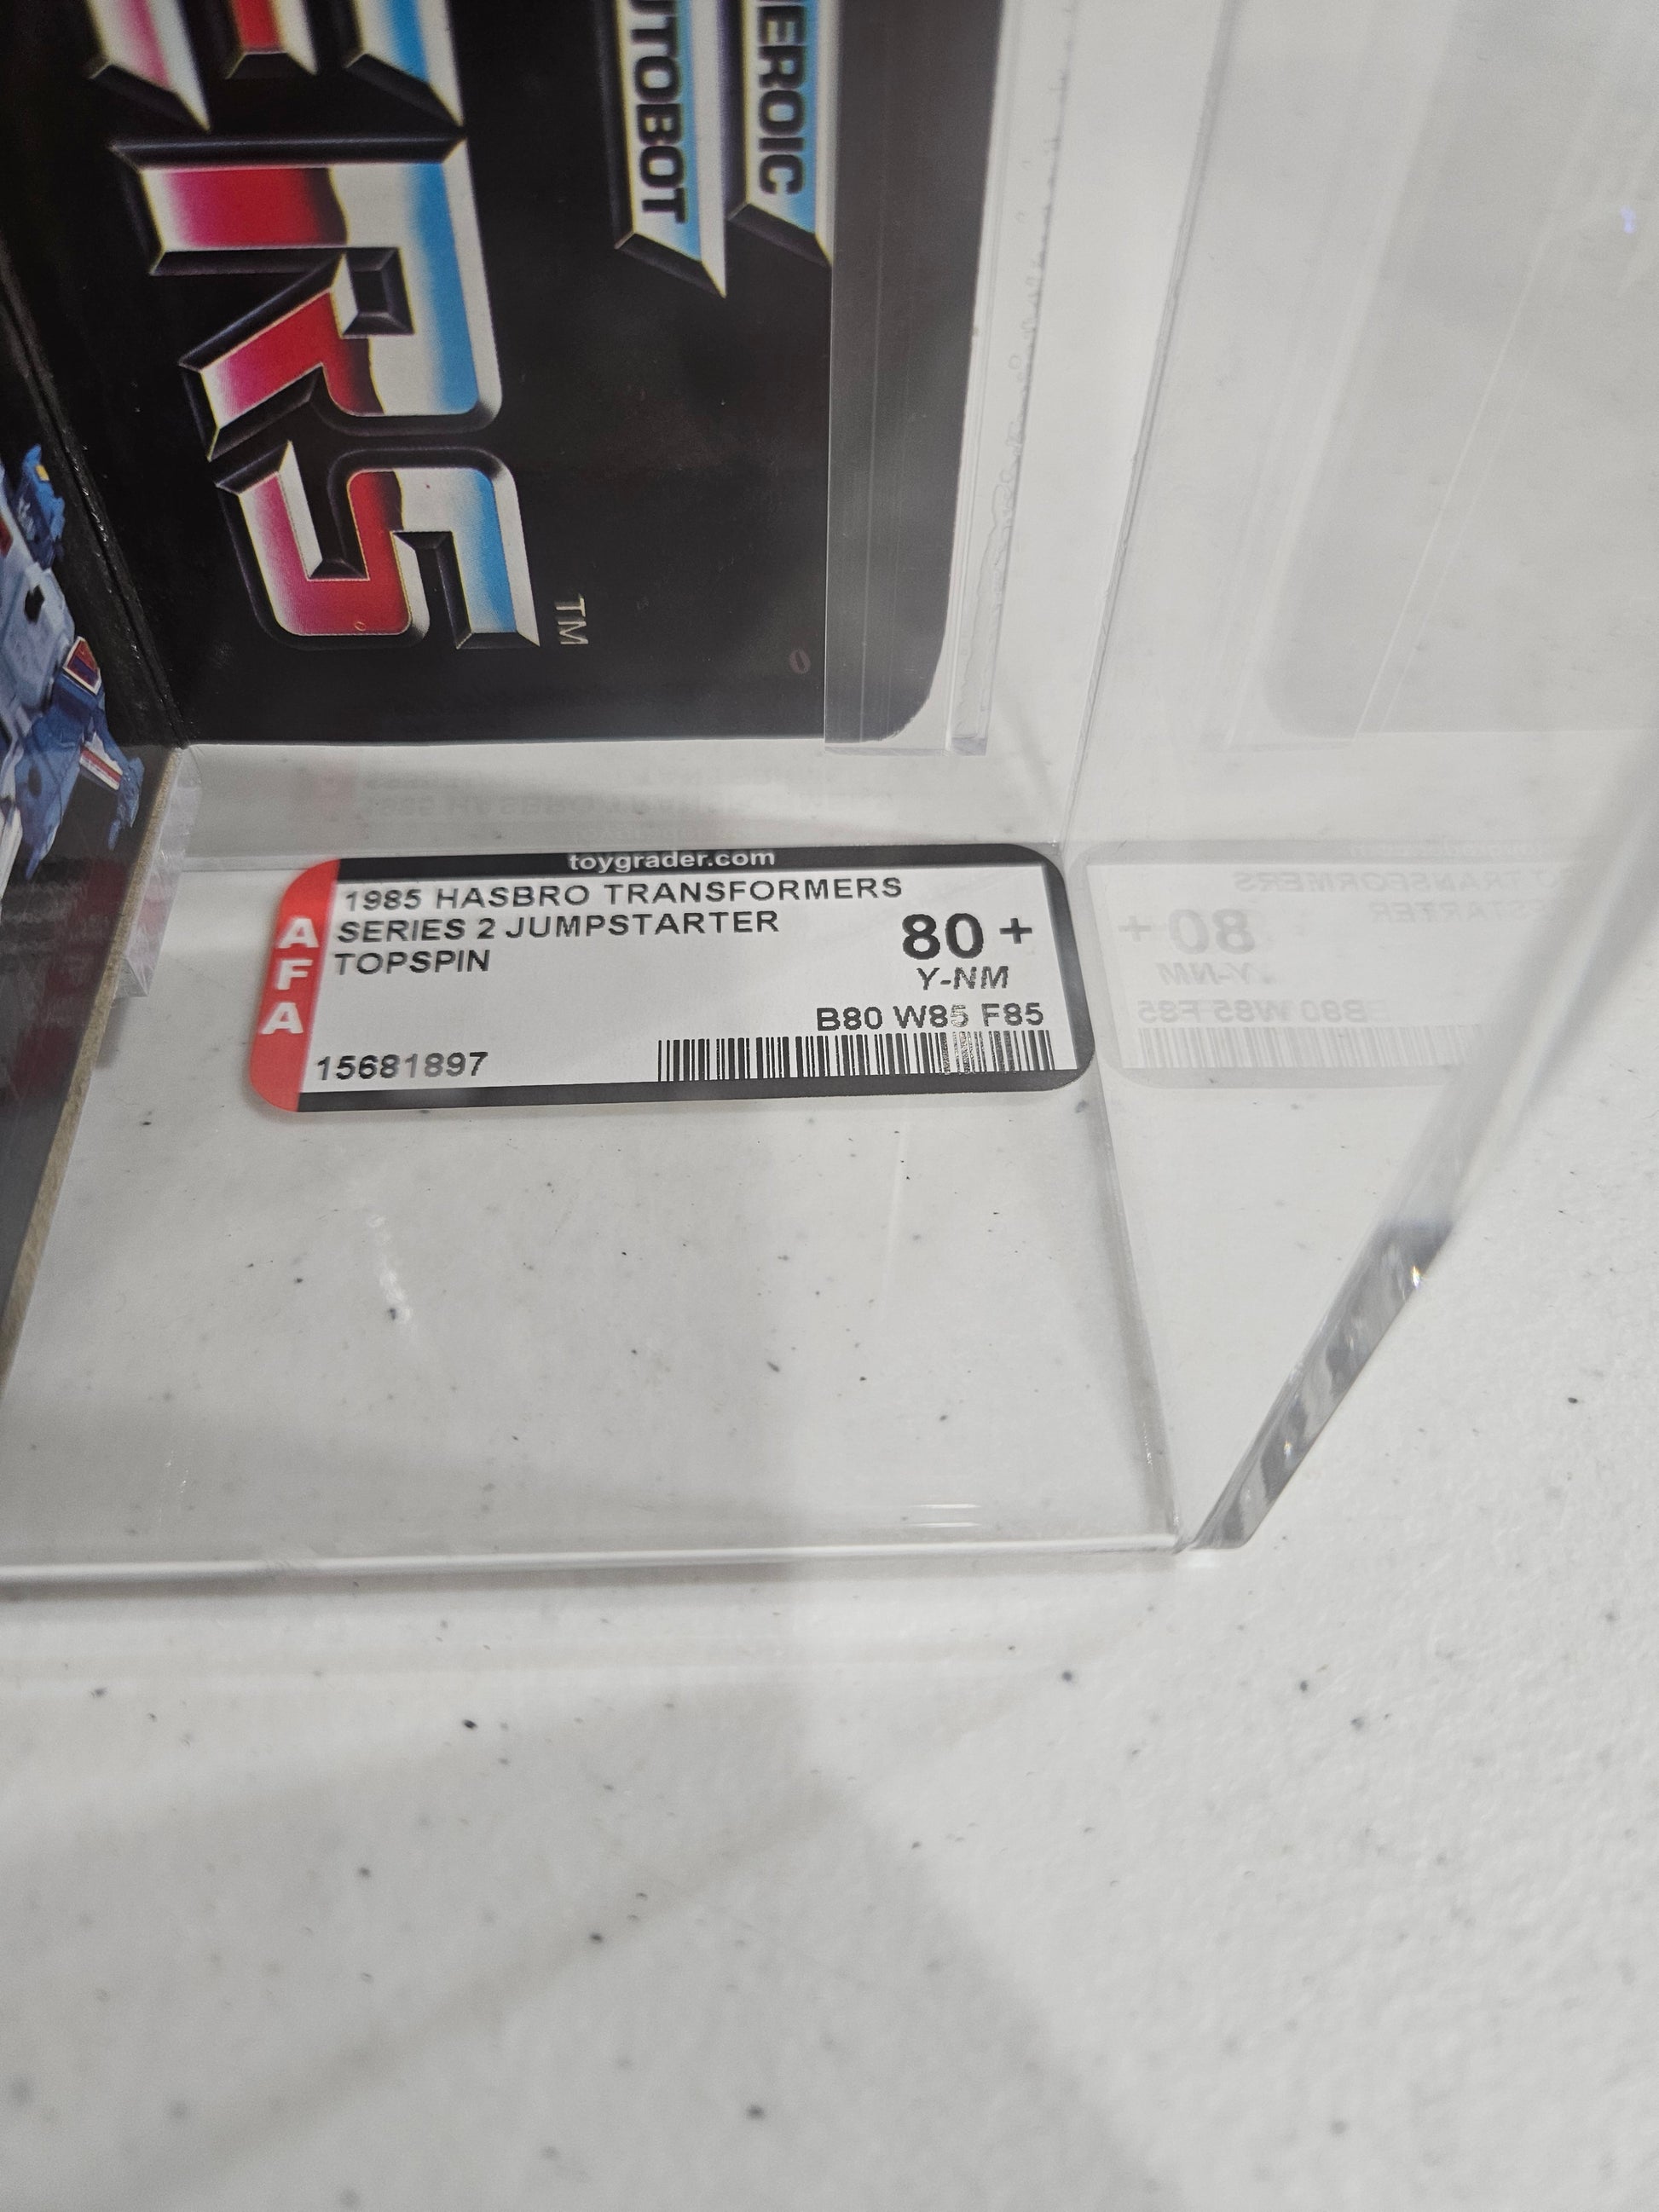 HEROIC
AUTOBOT
ERS
TM
toygrader.com
AFA
1985 HASBRO TRANSFORMERS
SERIES 2 JUMPSTARTER
TOPSPIN
80+
Y-NM
B80 W85 F85
15681897